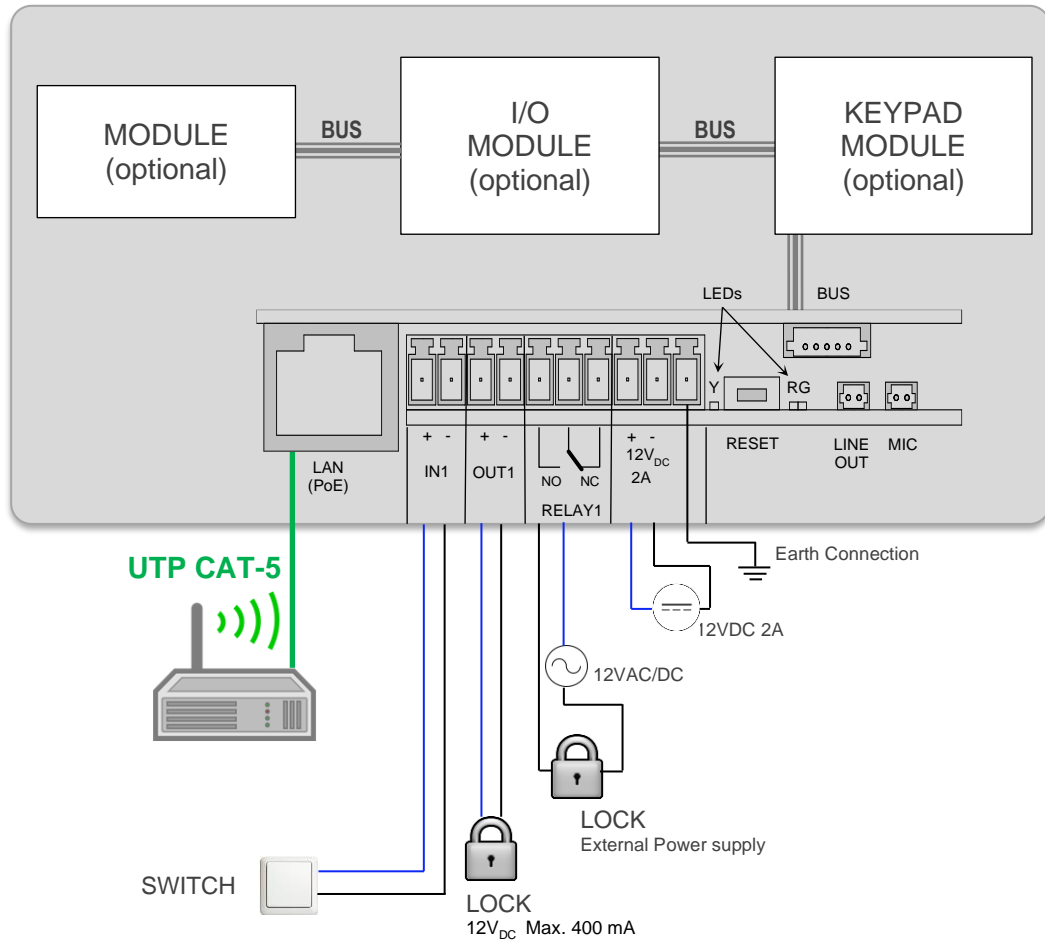 MODULE
(optional)
BUS
I/O
MODULE
(optional)
BUS
KEYPAD
MODULE
(optional)
LEDs
BUS
Y
RG
+ -
+ -
+ -
LAN
(PoE)
IN1
OUT1
NO
NC
RELAY1
12VDC
2A
RESET
LINE
OUT
MIC
UTP CAT-5
Earth Connection
12VDC 2A
12VAC/DC
LOCK
External Power supply
SWITCH
LOCK
12VDC Max. 400 mA